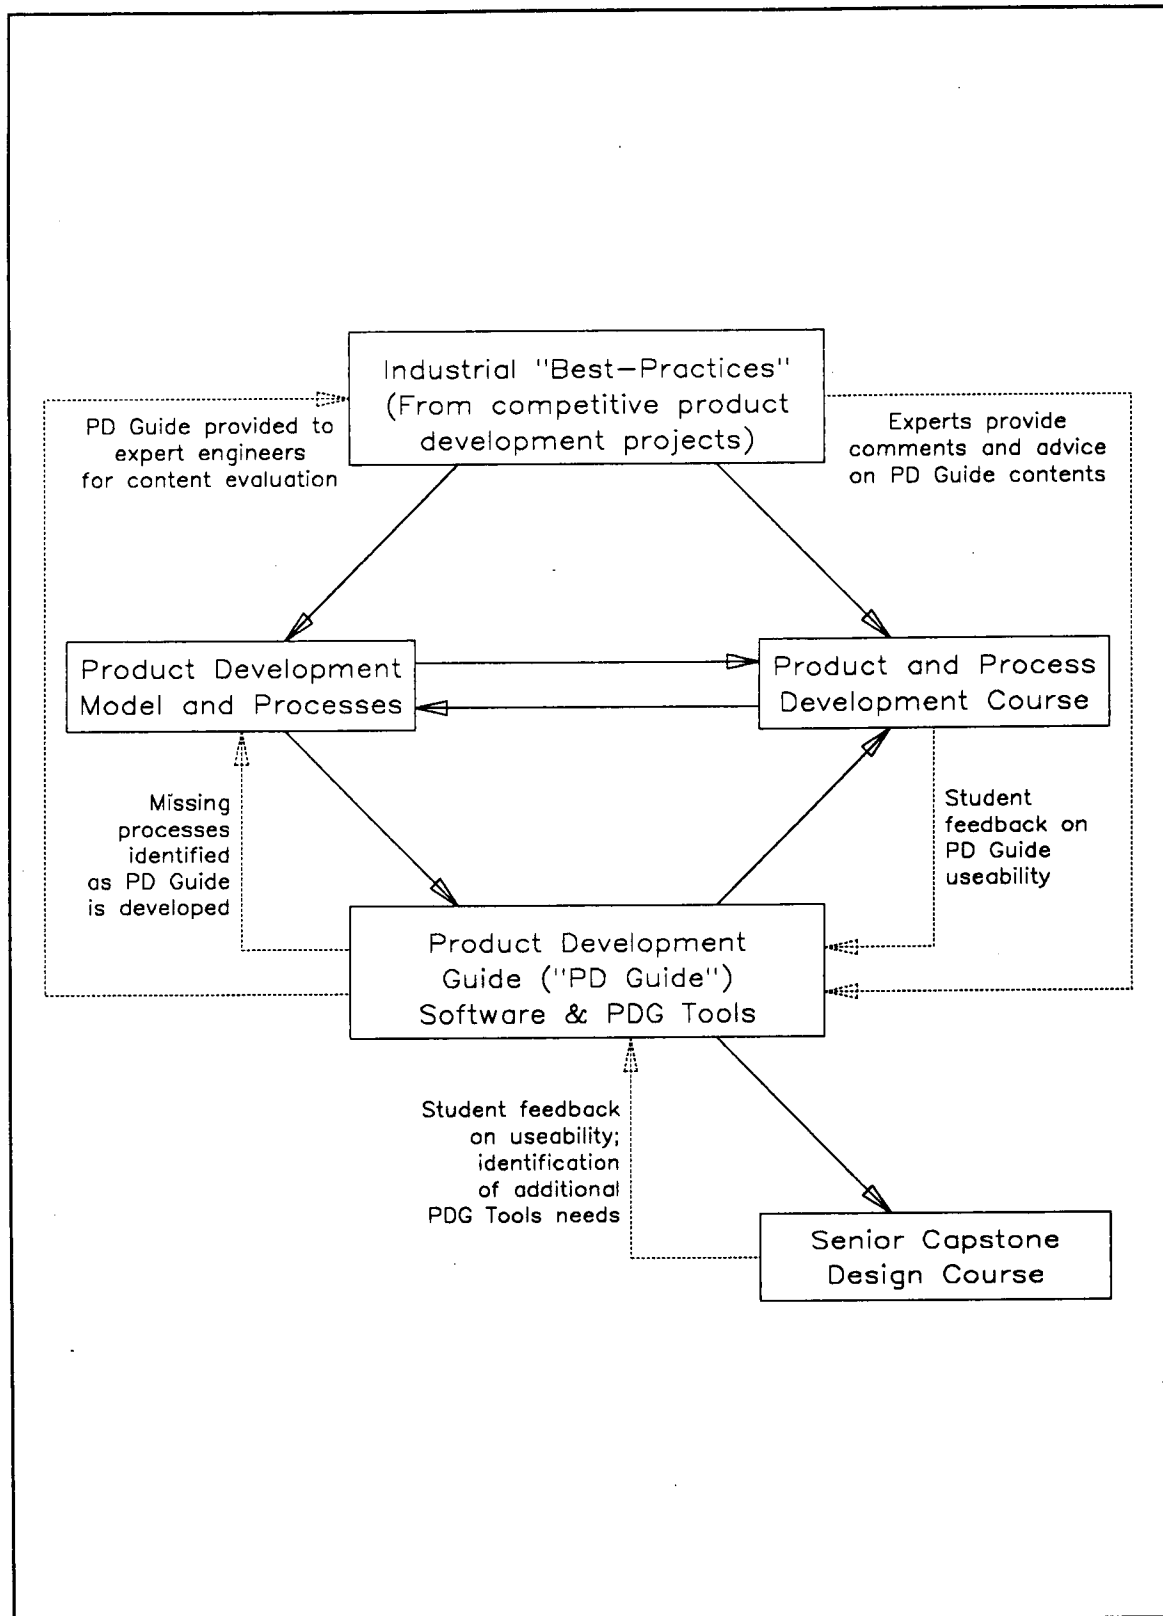 Industrial "Best-Practices"
(From competitive product
development projects)
PD Guide provided to
expert engineers
for content evaluation
Experts provide
comments and advice
on PD Guide contents
Product Development
Model and Processes
Product and Process
Development Course
Missing
processes
identified
as PD Guide
is developed
Student
feedback on
PD Guide
useability
Product Development
Guide ("PD Guide")
Software & PDG Tools
Student feedback
on useability;
identification
of additional
PDG Tools needs
Senior Capstone
Design Course